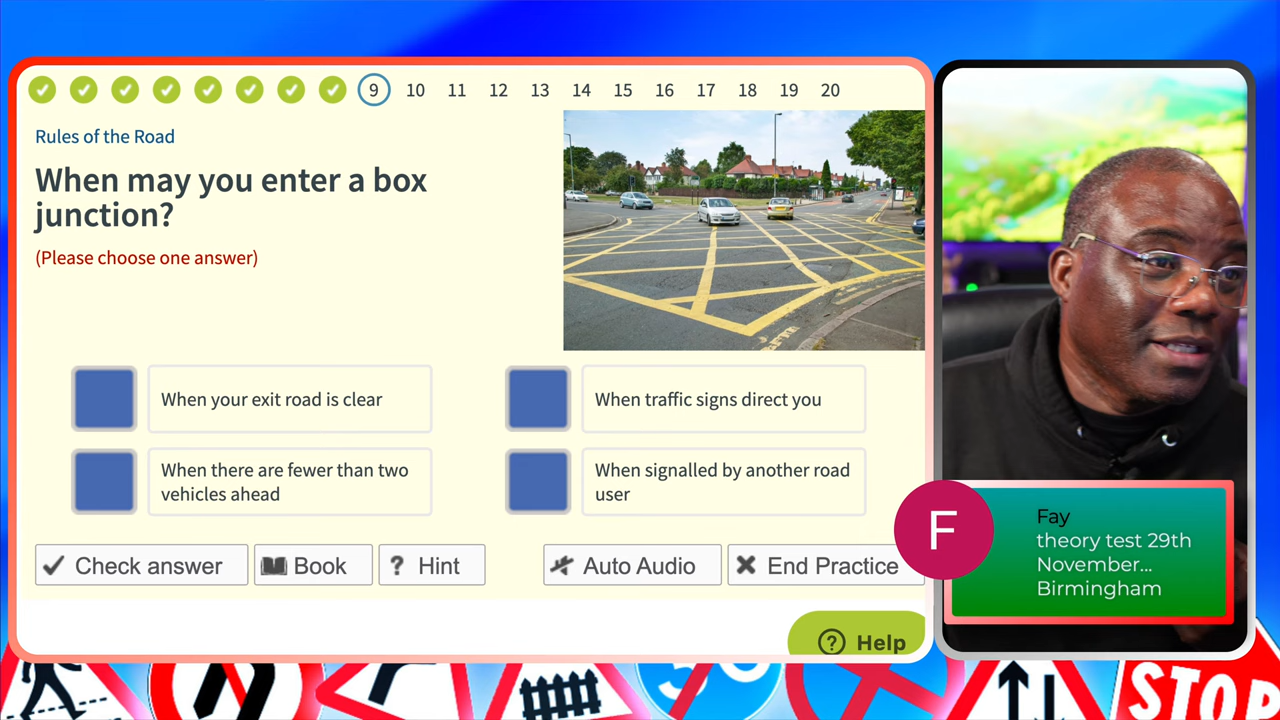 9 10 11 12 13 14 15 16 17 18 19 20
Rules of the Road
When may you enter a box
junction?
(Please choose one answer)
When your exit road is clear
When traffic signs direct you
When there are fewer than two
vehicles ahead
When signalled by another road
user
Check answer
Book
? Hint
Auto Audio
End Practice
? Help
F
Fay
theory test 29th
November...
Birmingham
STOP